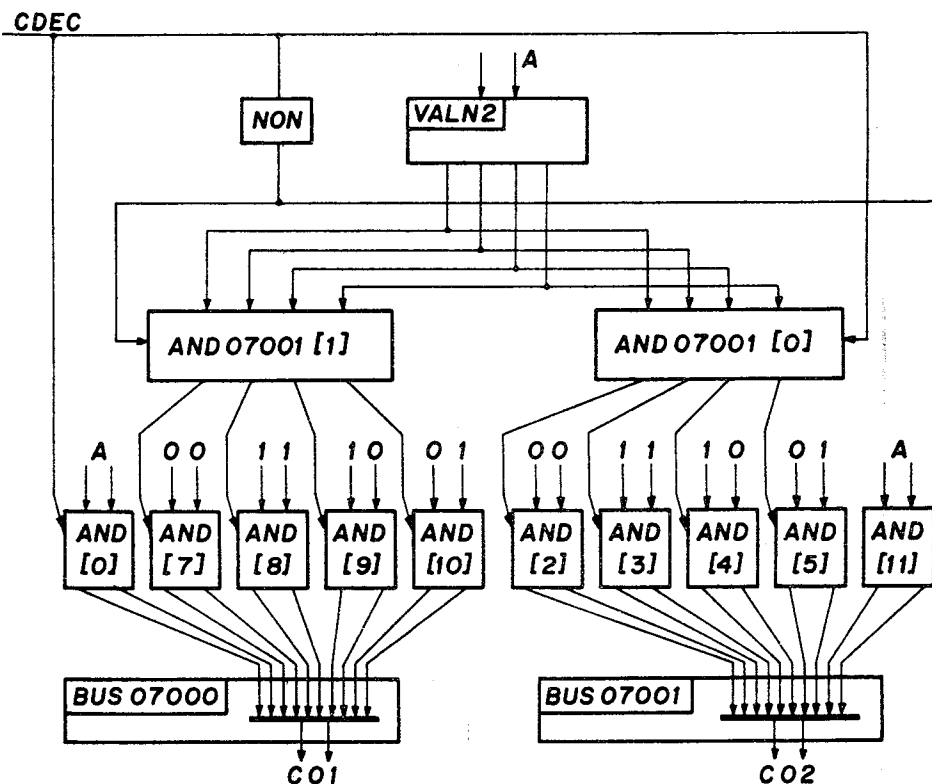 CDEC
A
NON
VALN2
AND 07001 [1]
AND 07001 [0]
A
0 0
1 1
1 0
0 1
0 0
1 1
1 0
0 1
A
AND [0]
AND [7]
AND [8]
AND [9]
AND [10]
AND [2]
AND [3]
AND [4]
AND [5]
AND [11]
BUS 07000
BUS 07001
CO1
CO2